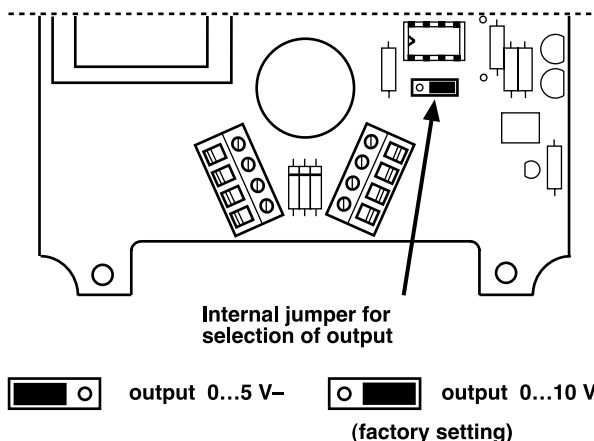 Internal jumper for
selection of output
output 0...5 V–
output 0...10 V
(factory setting)